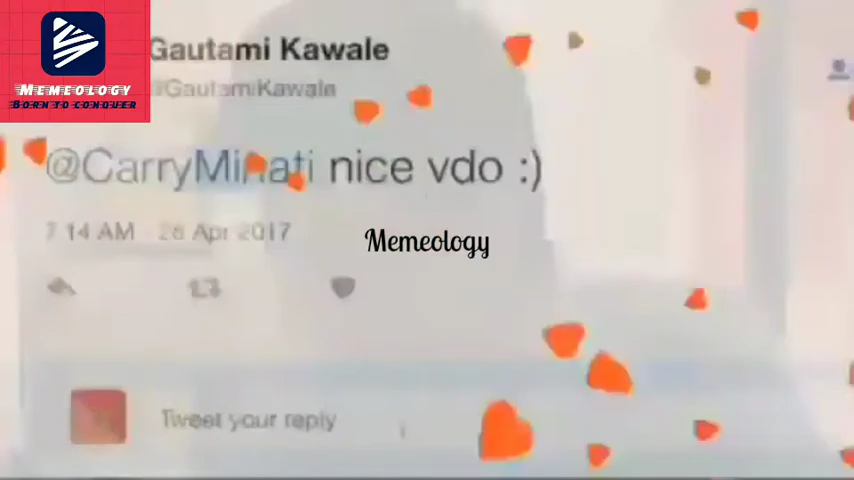 MEMEOLOGY
BORN TO CONQUER
Gautami Kawale
@GautamiKawale
@CarryMinati nice vdo :)
7:14 AM · 26 Apr 2017
Memeology
Tweet your reply